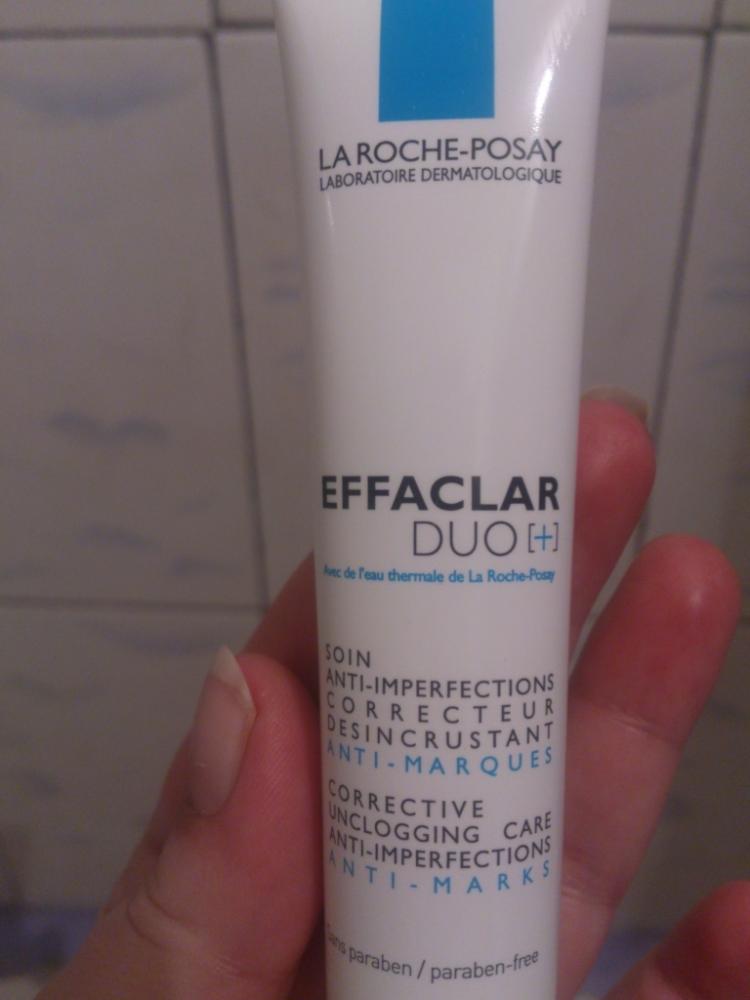 LA ROCHE-POSAY
LABORATOIRE DERMATOLOGIQUE
EFFACLAR
DUO [+]
Avec de l'eau thermale de La Roche-Posay
SOIN
ANTI-IMPERFECTIONS
CORRECTEUR
DESINCRUSTANT
ANTI-MARQUES
CORRECTIVE
UNCLOGGING CARE
ANTI-IMPERFECTIONS
ANTI-MARKS
Sans paraben / paraben-free